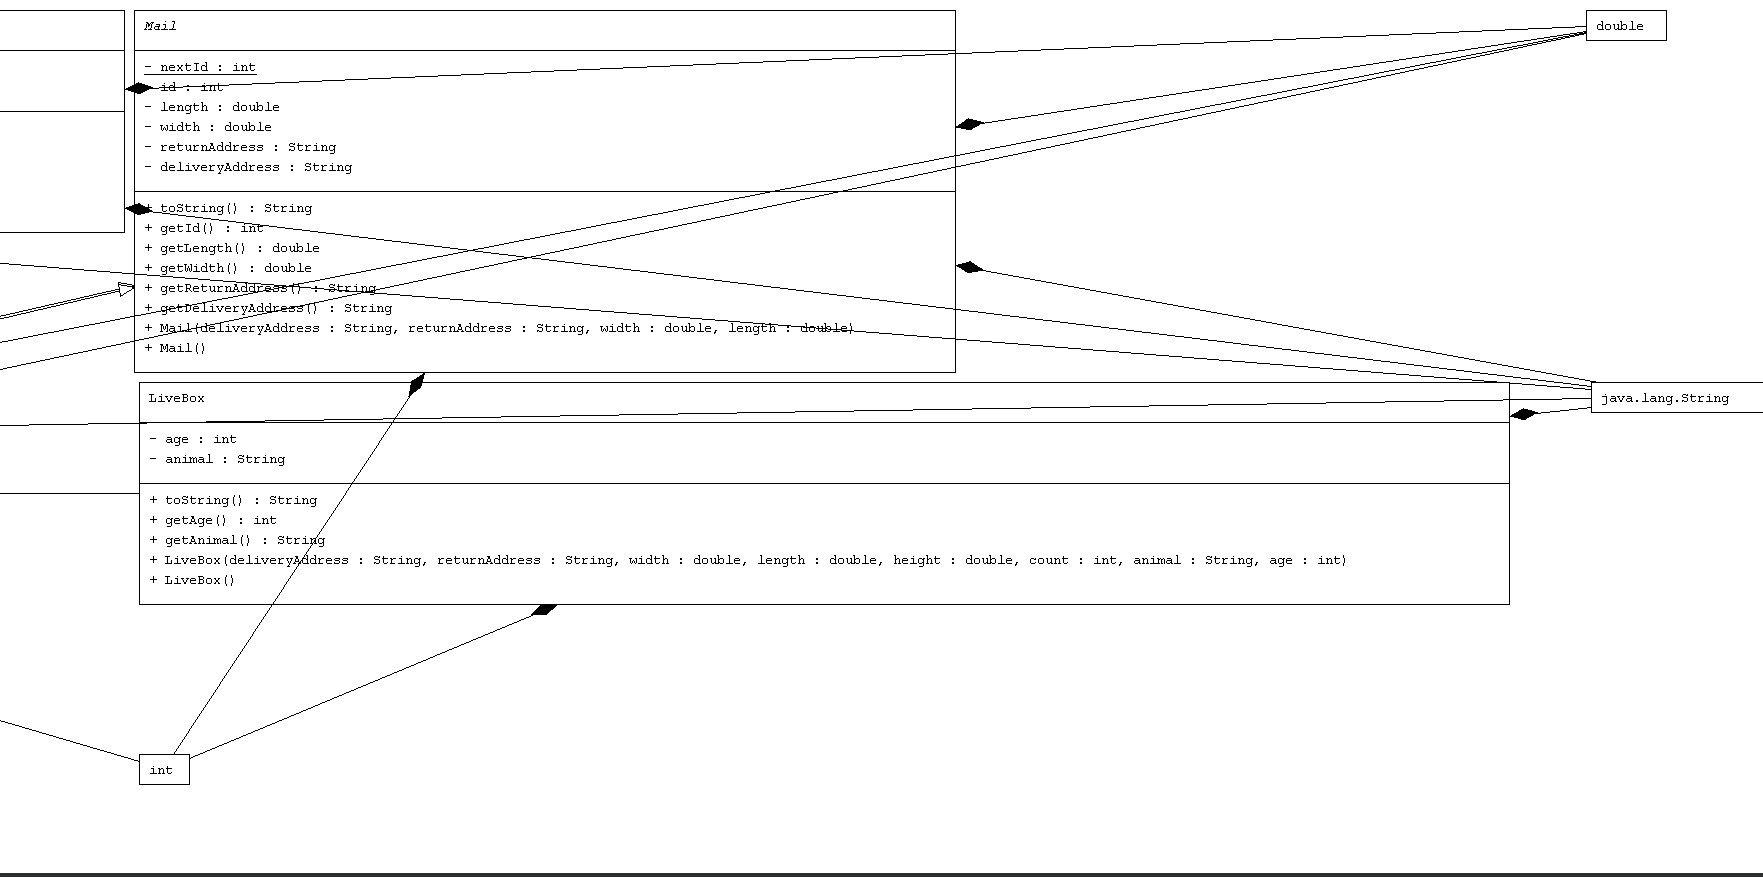 Mail
double
- nextId : int
- id : int
- length : double
- width : double
- returnAddress : String
- deliveryAddress : String
+ toString() : String
+ getId() : int
+ getLength() : double
+ getWidth() : double
+ getReturnAddress() : String
+ getDeliveryAddress() : String
+ Mail(deliveryAddress : String, returnAddress : String, width : double, length : double)
+ Mail()
LiveBox
java.lang.String
- age : int
- animal : String
+ toString() : String
+ getAge() : int
+ getAnimal() : String
+ LiveBox(deliveryAddress : String, returnAddress : String, width : double, length : double, height : double, count : int, animal : String, age : int)
+ LiveBox()
int